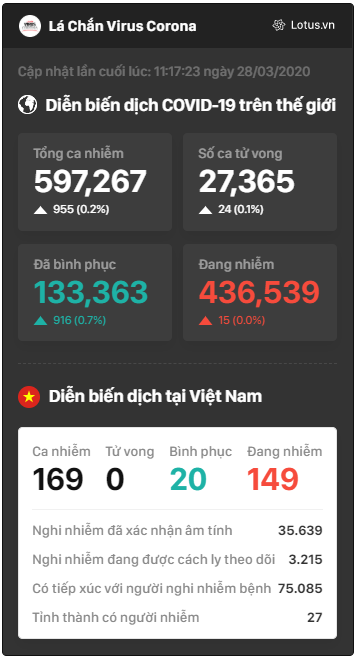 Lá Chắn Virus Corona
Lotus.vn
Cập nhật lần cuối lúc: 11:17:23 ngày 28/03/2020
Diễn biến dịch COVID-19 trên thế giới
Tổng ca nhiễm
597,267
955 (0.2%)
Số ca tử vong
27,365
24 (0.1%)
Đã bình phục
133,363
916 (0.7%)
Đang nhiễm
436,539
15 (0.0%)
Diễn biến dịch tại Việt Nam
Ca nhiễm Tử vong Bình phục Đang nhiễm
169 0 20 149
Nghi nhiễm đã xác nhận âm tính 35.639
Nghi nhiễm đang được cách ly theo dõi 3.215
Có tiếp xúc với người nghi nhiễm bệnh 75.085
Tỉnh thành có người nhiễm 27